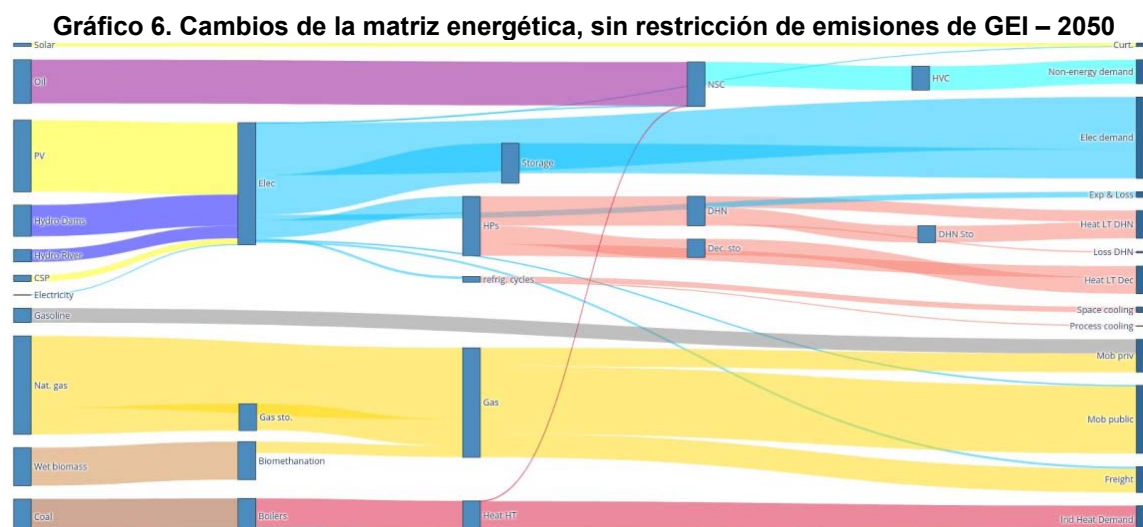 Gráfico 6. Cambios de la matriz energética, sin restricción de emisiones de GEI – 2050
Solar
Curt.
Oil
NSC
HVC
Non-energy demand
PV
Elec
Storage
Elec demand
Hydro Dams
HPs
DHN
Exp & Loss
Heat LT DHN
Hydro River
Dec. sto
DHN Sto
Loss DHN
CSP
refrig. cycles
Heat LT Dec
Electricity
Space cooling
Gasoline
Process cooling
Mob priv
Nat. gas
Gas sto.
Gas
Mob public
Wet biomass
Biomethanation
Freight
Coal
Boilers
Heat HT
Ind Heat Demand